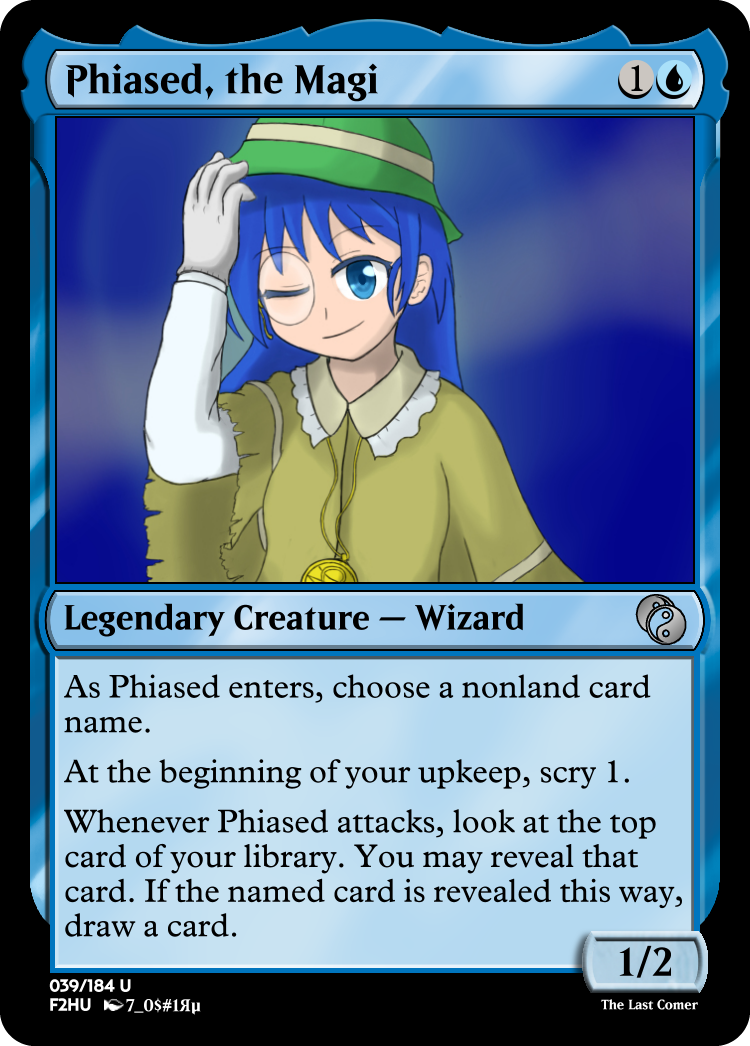 Phiased, the Magi
1
Legendary Creature — Wizard
As Phiased enters, choose a nonland card
name.
At the beginning of your upkeep, scry 1.
Whenever Phiased attacks, look at the top
card of your library. You may reveal that
card. If the named card is revealed this way,
draw a card.
1/2
039/184 U
F2HU 7_0$#1Яμ
The Last Comer